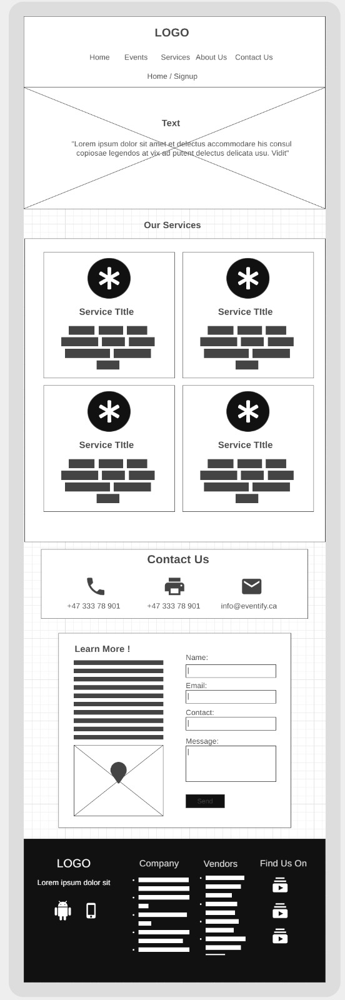 LOGO
Home Events Services About Us Contact Us
Home / Signup
Text
"Lorem ipsum dolor sit amet et delectus accommodare his consul
copiosae legendos at vix ad putent delectus delicata usu. Vidit"
Our Services
Service TItle
Service TItle
Service TItle
Service TItle
Contact Us
+47 333 78 901
+47 333 78 901
info@eventify.ca
Learn More !
Name:
Email:
Contact:
Message:
Send
LOGO
Lorem ipsum dolor sit
Company
Vendors
Find Us On